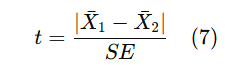 t = |X̄₁ − X̄₂| / SE (7)